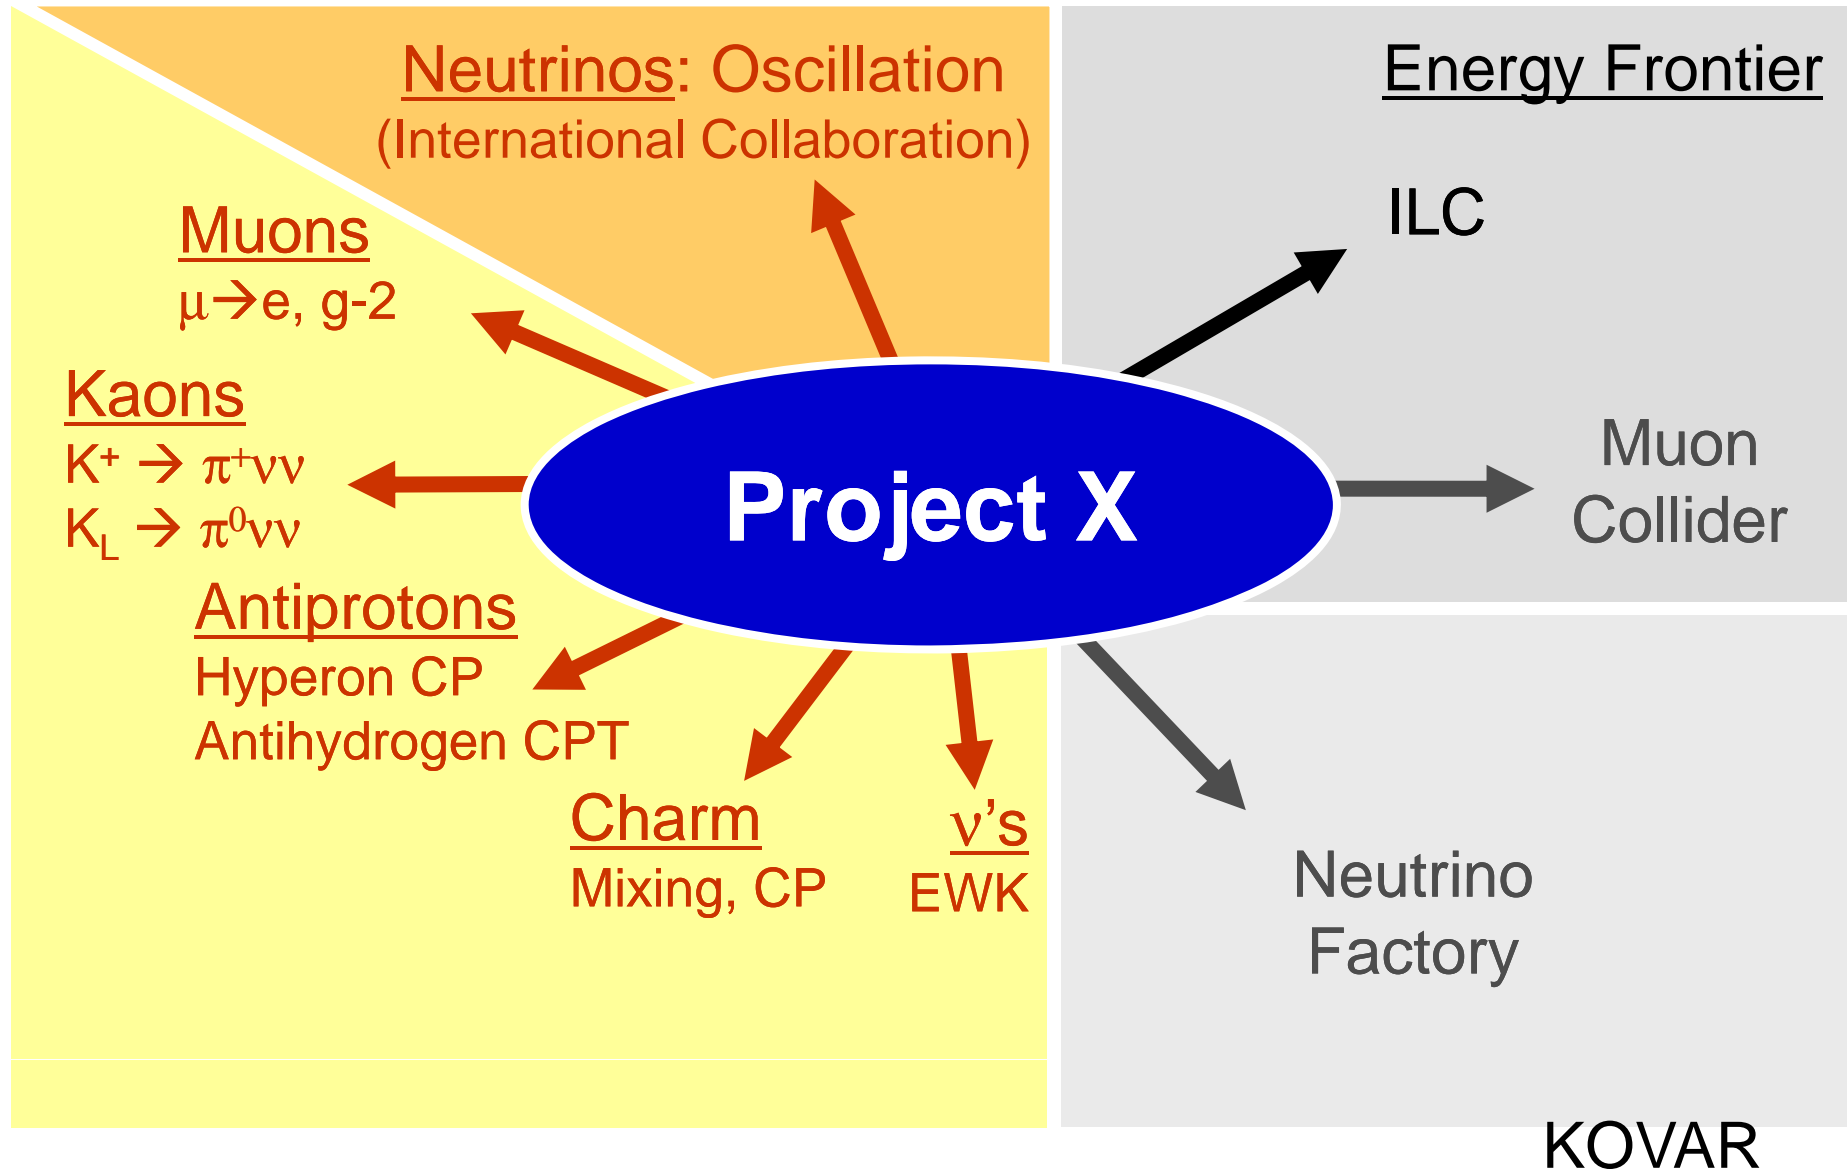 Neutrinos: Oscillation
(International Collaboration)
Energy Frontier
ILC
Muons
μ→e, g-2
Kaons
K⁺ → π⁺νν
K_L → π⁰νν
Project X
Muon
Collider
Antiprotons
Hyperon CP
Antihydrogen CPT
Charm
Mixing, CP
ν’s
EWK
Neutrino
Factory
KOVAR